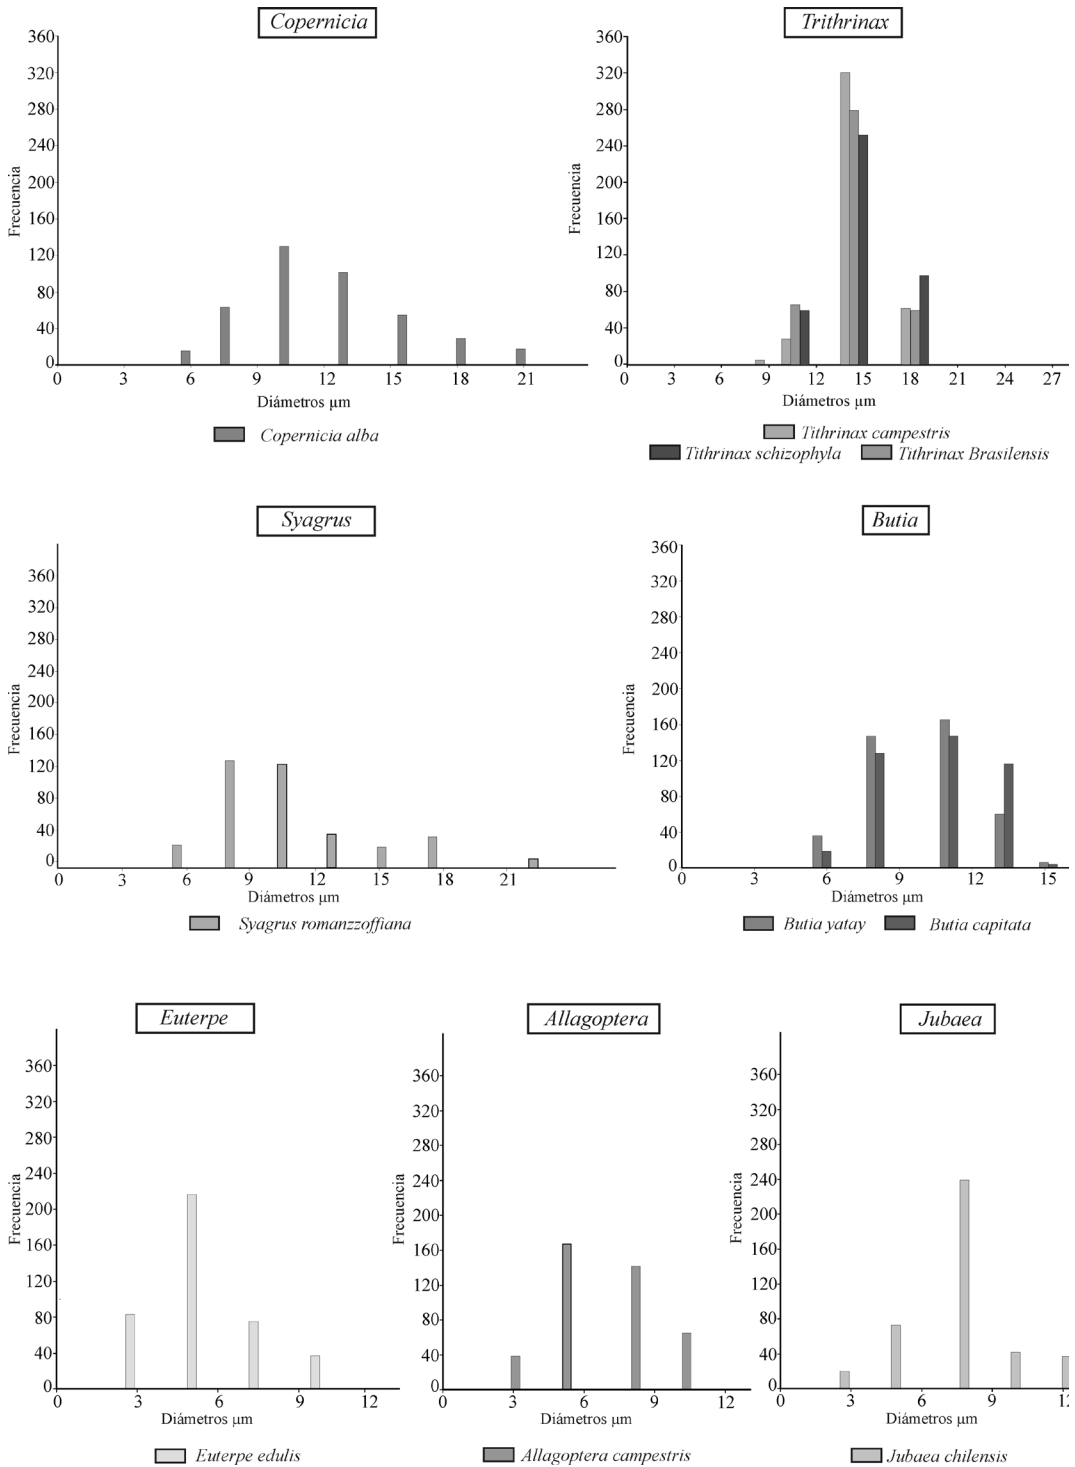 Copernicia
360
320
280
240
200
160
120
80
40
0
Frecuencia
0 3 6 9 12 15 18 21
Diámetros µm
Copernicia alba
Trithrinax
360
320
280
240
200
160
120
80
40
0
Frecuencia
0 3 6 9 12 15 18 21 24 27
Diámetros µm
Tithrinax campestris
Tithrinax schizophyla Tithrinax Brasilensis
Syagrus
360
320
280
240
200
160
120
80
40
0
Frecuencia
0 3 6 9 12 15 18 21
Diámetros µm
Syagrus romanzzoffiana
Butia
360
320
280
240
200
160
120
80
40
0
Frecuencia
0 3 6 9 12 15
Diámetros µm
Butia yatay Butia capitata
Euterpe
360
320
280
240
200
160
120
80
40
0
Frecuencia
0 3 6 9 12
Diámetros µm
Euterpe edulis
Allagoptera
360
320
280
240
200
160
120
80
40
0
Frecuencia
0 3 6 9 12
Diámetros µm
Allagoptera campestris
Jubaea
360
320
280
240
200
160
120
80
40
0
Frecuencia
0 3 6 9 12
Diámetros µm
Jubaea chilensis